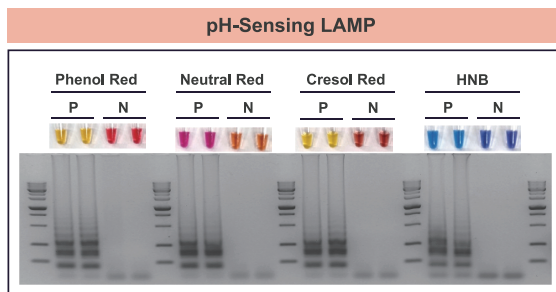 pH-Sensing LAMP
Phenol Red Neutral Red Cresol Red HNB
P N P N P N P N